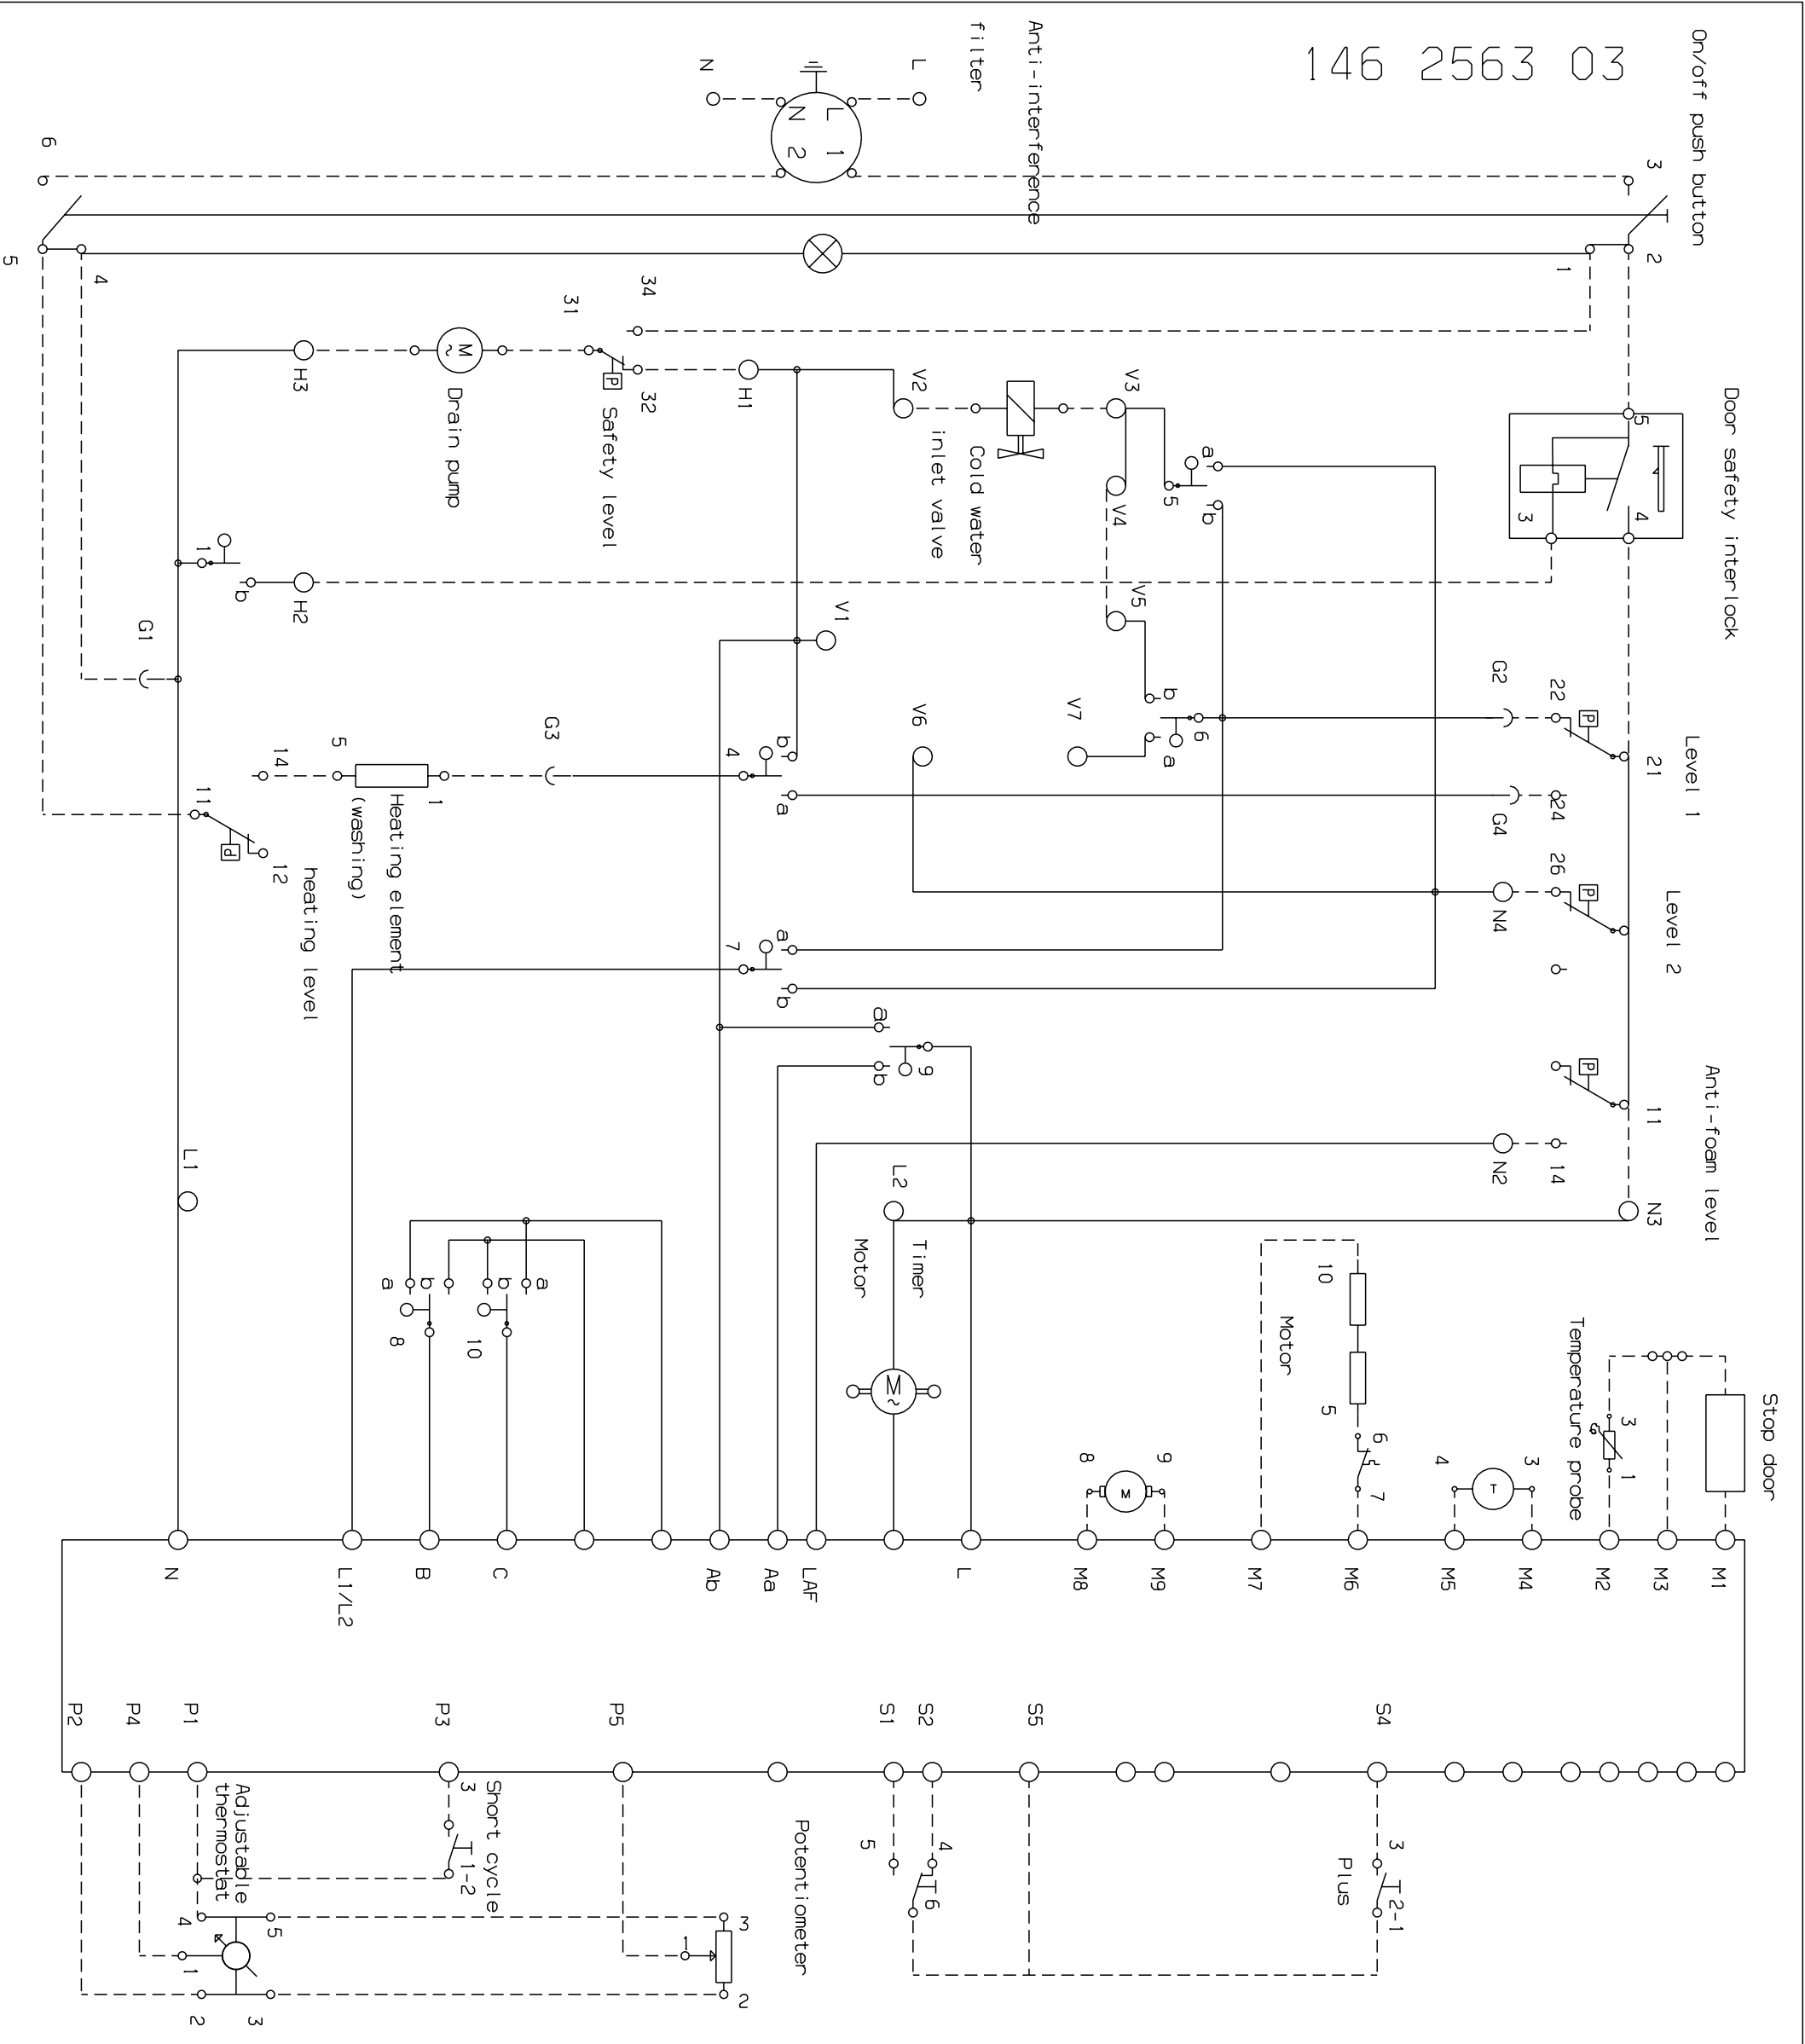 146 2563 03
On/off push button
3
2
1
Anti-interference
filter
L
N
L 1
N 2
6
5
4
Door safety interlock
5
4
3
34
31
32
P
Safety level
M
~
Drain pump
H3
H1
V2
V3
V4
Cold water
inlet valve
a
b
5
1
b
H2
G1
V1
V5
b
a
6
V7
V6
G2
22
P
21
Level 1
24
G4
26
P
Level 2
N4
G3
5
14
1
Heating element
(washing)
11
P
12
heating level
b
4
a
a
7
b
a
9
b
P
11
Anti-foam level
14
N2
N3
L1
L2
Timer
Motor
M
~
a
b
b
a
8
10
10
Motor
5
6
7
8
9
M
4
3
T
Temperature probe
3
1
Stop door
N
L1/L2
B
C
Ab
Aa
LAF
L
M8
M9
M7
M6
M5
M4
M2
M3
M1
P2
P4
P1
P3
P5
S1
S2
S5
S4
Adjustable
thermostat
4
5
1
2
3
3
Short cycle
1-2
Potentiometer
3
1
2
5
4
6
3
Plus
2-1